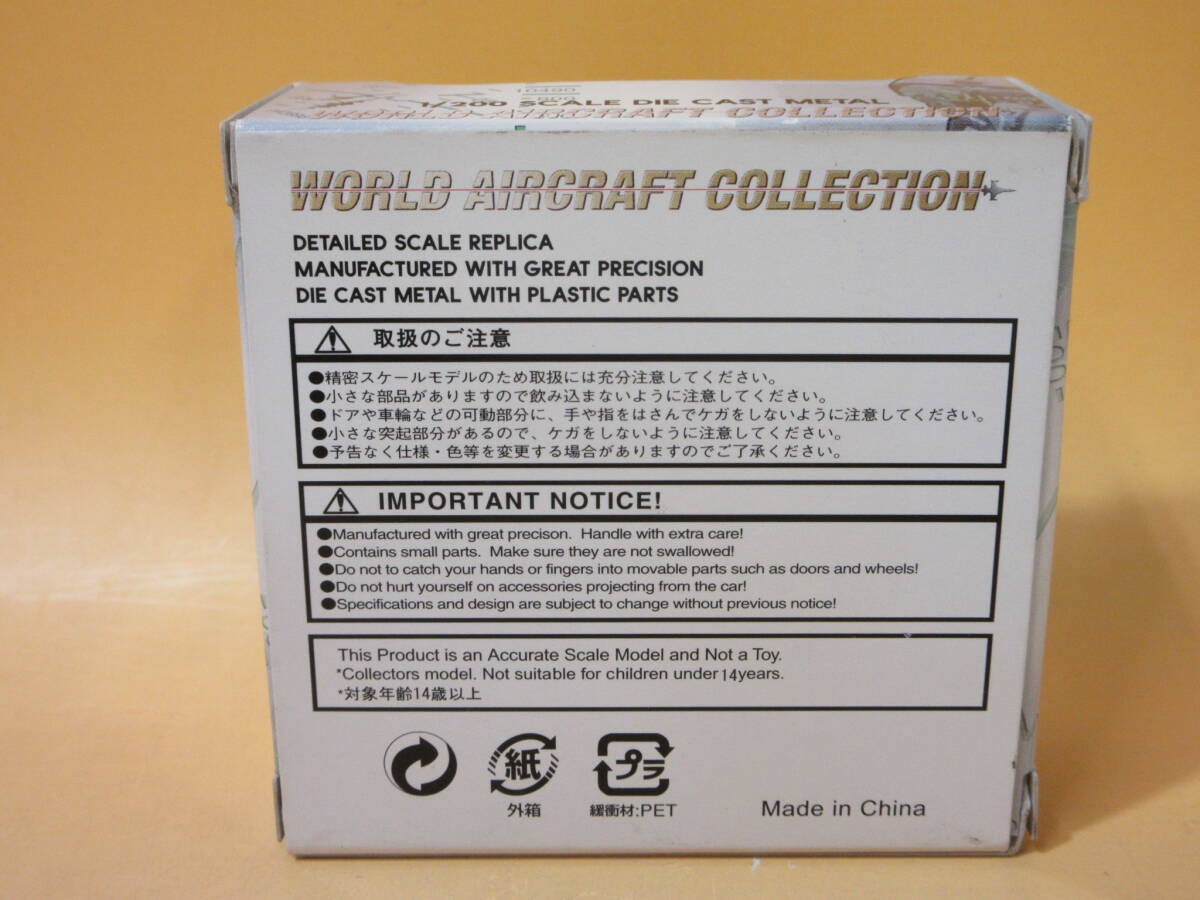 1/200 SCALE DIE CAST METAL
WORLD AIRCRAFT COLLECTION
WORLD AIRCRAFT COLLECTION
DETAILED SCALE REPLICA
MANUFACTURED WITH GREAT PRECISION
DIE CAST METAL WITH PLASTIC PARTS
取扱のご注意
●精密スケールモデルのため取扱には充分注意してください。
●小さな部品がありますので飲み込まないように注意してください。
●ドアや車輪などの可動部分に、手や指をはさんでケガをしないように注意してください。
●小さな突起部分があるので、ケガをしないように注意してください。
●予告なく仕様・色等を変更する場合がありますのでご了承ください。
IMPORTANT NOTICE!
●Manufactured with great precison. Handle with extra care!
●Contains small parts. Make sure they are not swallowed!
●Do not to catch your hands or fingers into movable parts such as doors and wheels!
●Do not hurt yourself on accessories projecting from the car!
●Specifications and design are subject to change without previous notice!
This Product is an Accurate Scale Model and Not a Toy.
*Collectors model. Not suitable for children under 14years.
*対象年齢14歳以上
紙
プラ
外箱
緩衝材:PET
Made in China